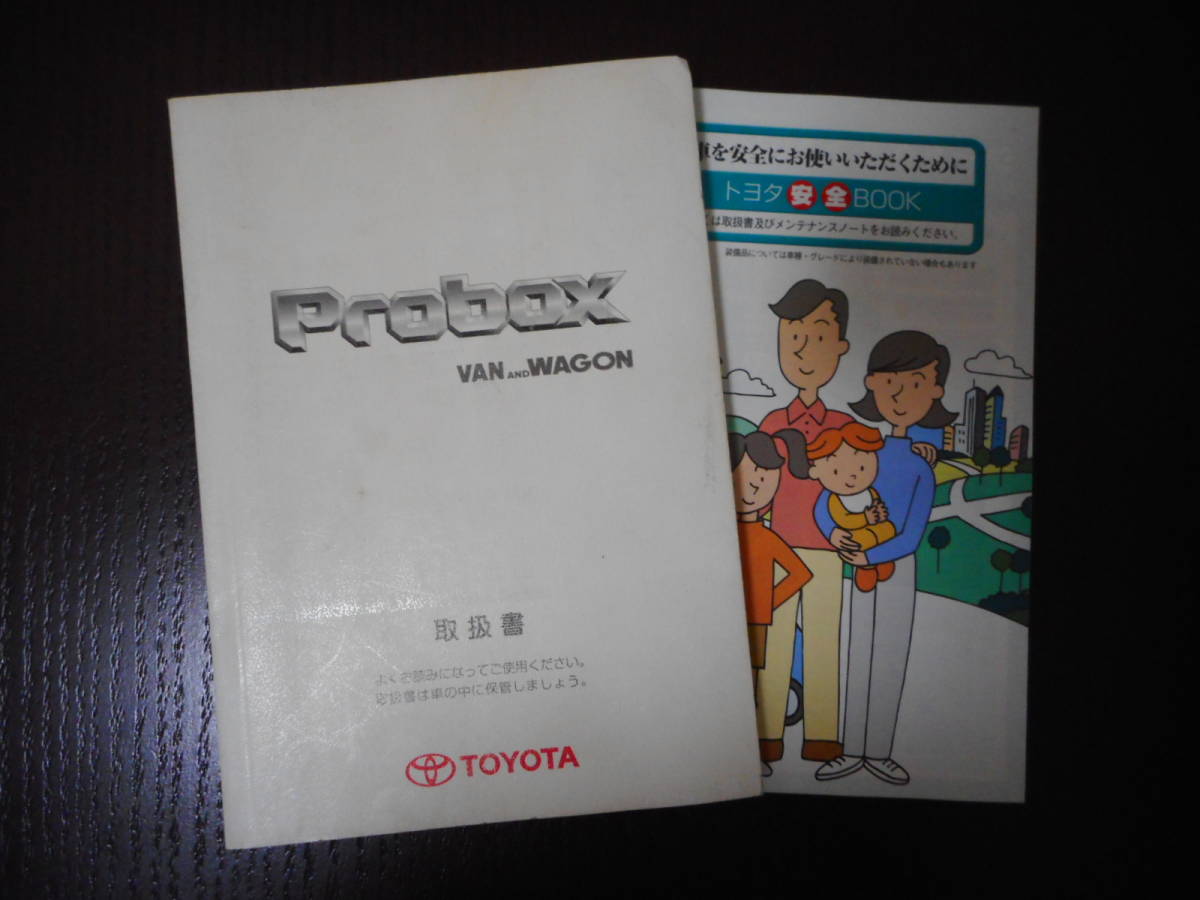 Probox
VAN AND WAGON
取扱書
よくお読みになってご使用ください。
取扱書は車の中に保管しましょう。
TOYOTA
車を安全にお使いいただくために
トヨタ安全BOOK
は取扱書及びメンテナンスノートをお読みください。
装備品については車種・グレードにより装備されていない場合もあります